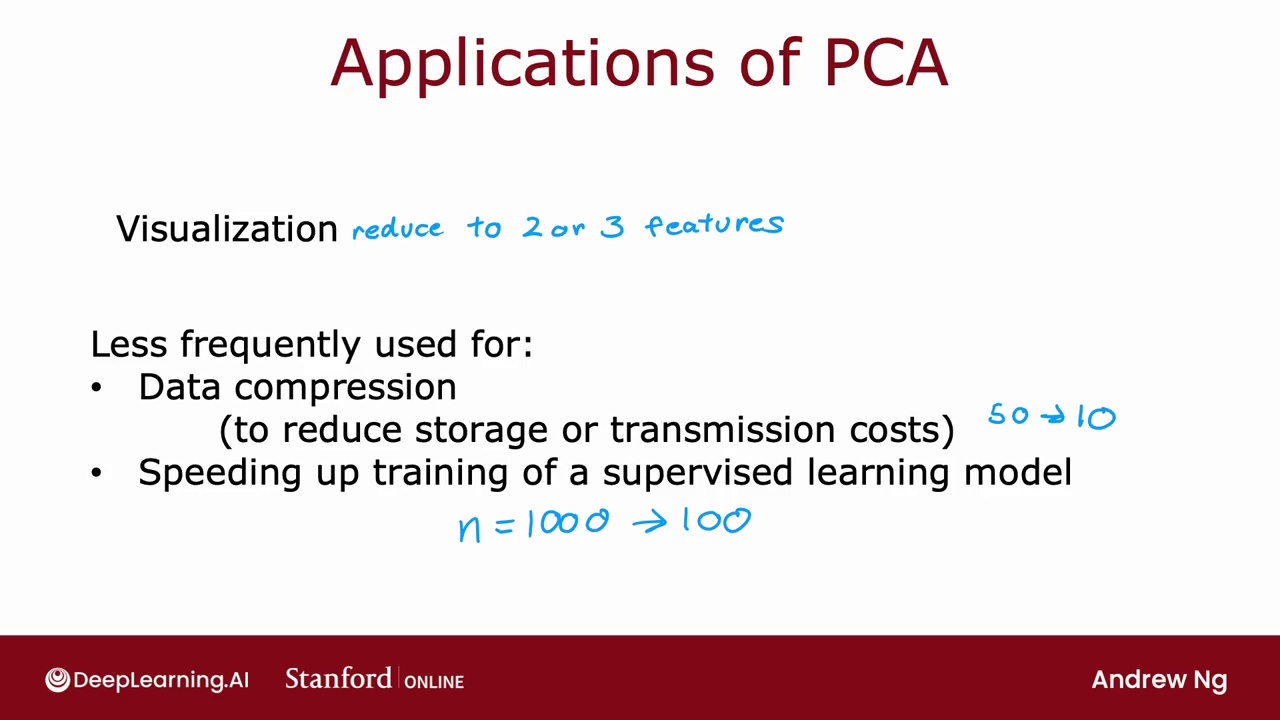 Applications of PCA
Visualization reduce to 2 or 3 features
Less frequently used for:
• Data compression
(to reduce storage or transmission costs) 50 → 10
• Speeding up training of a supervised learning model
n = 1000 → 100
DeepLearning.AI Stanford ONLINE Andrew Ng